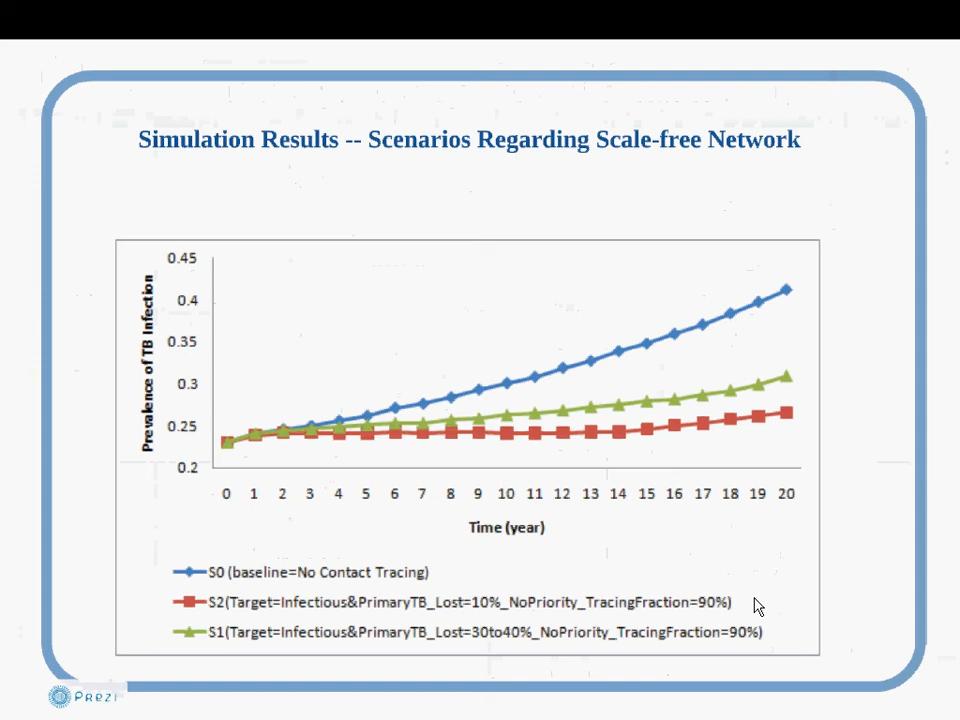 Simulation Results -- Scenarios Regarding Scale-free Network
0.45
0.4
0.35
0.3
0.25
0.2
Prevalence of TB Infection
0 1 2 3 4 5 6 7 8 9 10 11 12 13 14 15 16 17 18 19 20
Time (year)
S0 (baseline=No Contact Tracing)
S2(Target=Infectious&PrimaryTB_Lost=10%_NoPriority_TracingFraction=90%)
S1(Target=Infectious&PrimaryTB_Lost=30to40%_NoPriority_TracingFraction=90%)
Prezi